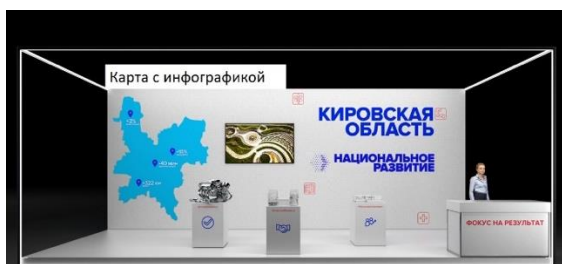 Карта с инфографикой
КИРОВСКАЯ
ОБЛАСТЬ
НАЦИОНАЛЬНОЕ
РАЗВИТИЕ
ФОКУС НА РЕЗУЛЬТАТ